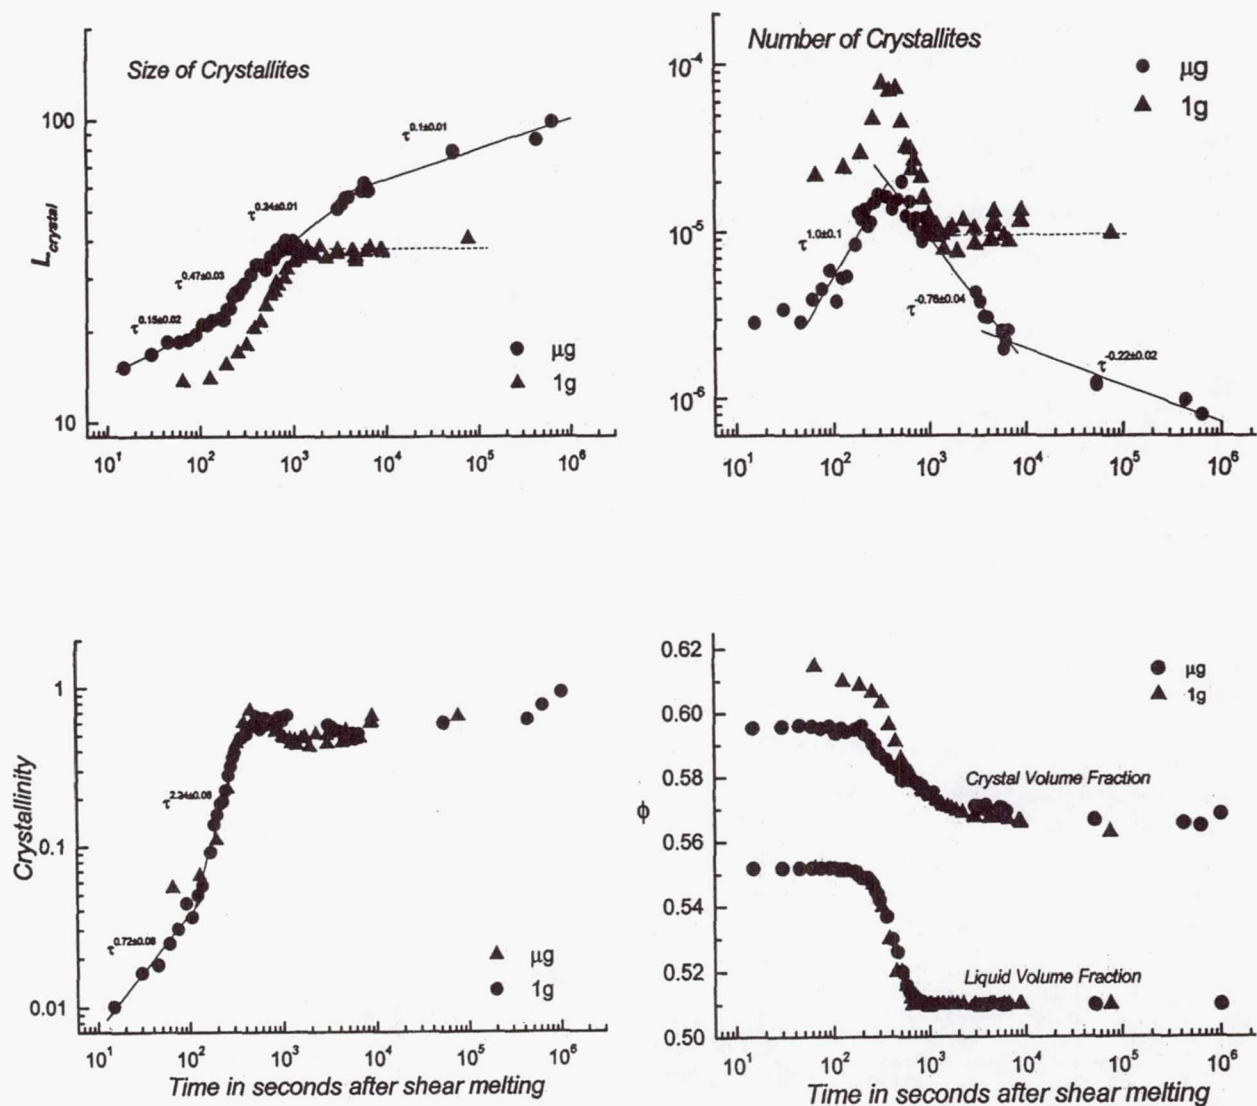 Size of Crystallites
100
10
L_crystal
τ^0.1±0.01
τ^0.24±0.01
τ^0.47±0.03
τ^0.15±0.02
μg
1g
10^1 10^2 10^3 10^4 10^5 10^6
Number of Crystallites
μg
1g
10^-4
10^-5
10^-6
τ^1.0±0.1
τ^-0.76±0.04
τ^-0.22±0.02
10^1 10^2 10^3 10^4 10^5 10^6
Crystallinity
1
0.1
0.01
τ^2.24±0.08
τ^0.72±0.08
μg
1g
10^1 10^2 10^3 10^4 10^5 10^6
Time in seconds after shear melting
0.62
0.60
0.58
0.56
0.54
0.52
0.50
ϕ
μg
1g
Crystal Volume Fraction
Liquid Volume Fraction
10^1 10^2 10^3 10^4 10^5 10^6
Time in seconds after shear melting